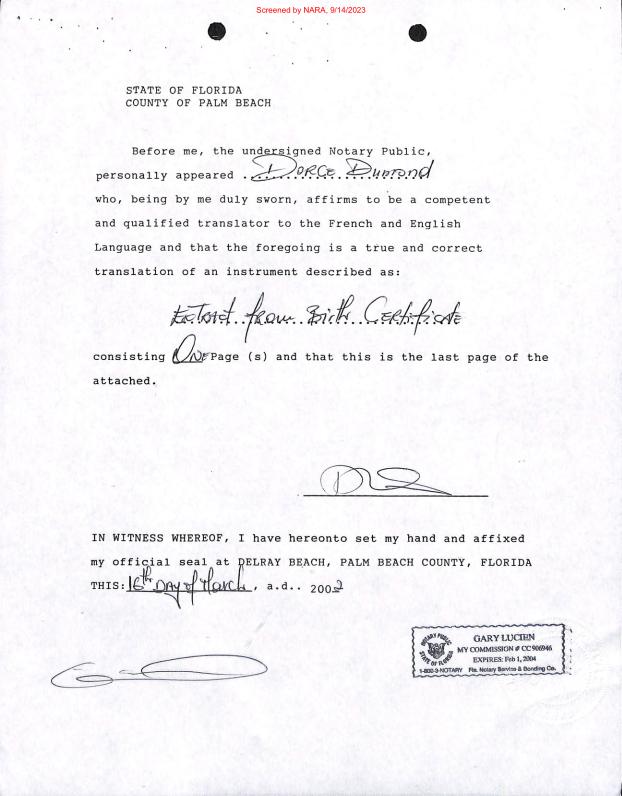 Screened by NARA, 9/14/2023
STATE OF FLORIDA
COUNTY OF PALM BEACH
Before me, the undersigned Notary Public,
personally appeared . Dorce Dumond
who, being by me duly sworn, affirms to be a competent
and qualified translator to the French and English
Language and that the foregoing is a true and correct
translation of an instrument described as:
Extract from Birth Certificate
consisting One Page (s) and that this is the last page of the
attached.
IN WITNESS WHEREOF, I have hereonto set my hand and affixed
my official seal at DELRAY BEACH, PALM BEACH COUNTY, FLORIDA
THIS: 16th DAY of March, a.d.. 2002
NOTARY PUBLIC
STATE OF FLORIDA
GARY LUCIEN
MY COMMISSION # CC 906946
EXPIRES: Feb 1, 2004
1-800-3-NOTARY Fla. Notary Service & Bonding Co.